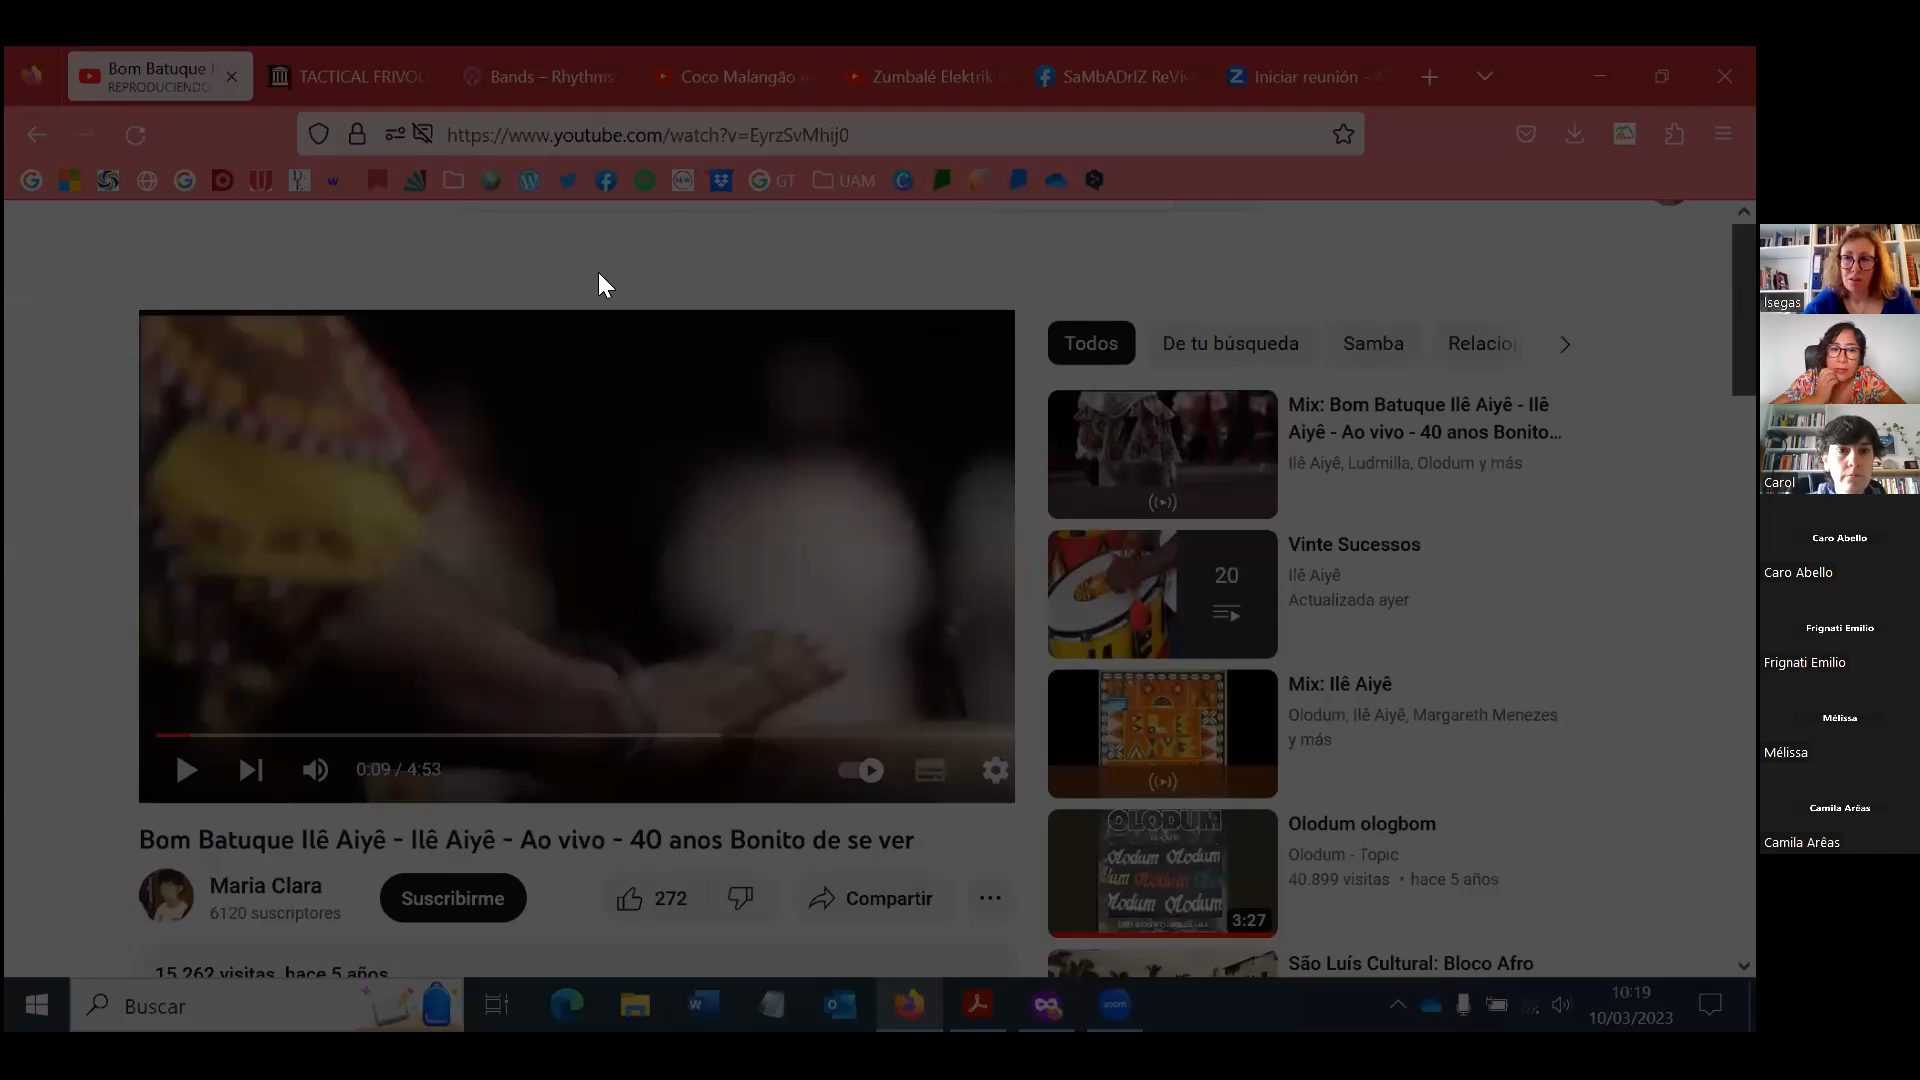 Bom Batuque I
REPRODUCIENDO
TACTICAL FRIVOL
Bands – Rhythms
Coco Malangão
Zumbalé Elektrik
SaMbADrIZ ReViv
Iniciar reunión –
https://www.youtube.com/watch?v=EyrzSvMhij0
GT
UAM
Todos
De tu búsqueda
Samba
Relacio
Mix: Bom Batuque Ilê Aiyê - Ilê
Aiyê - Ao vivo - 40 anos Bonito...
Ilê Aiyê, Ludmilla, Olodum y más
20
Vinte Sucessos
Ilê Aiyê
Actualizada ayer
Mix: Ilê Aiyê
Olodum, Ilê Aiyê, Margareth Menezes
y más
OLODUM
3:27
Olodum ologbom
Olodum - Topic
40.899 visitas • hace 5 años
São Luís Cultural: Bloco Afro
0:09 / 4:53
Bom Batuque Ilê Aiyê - Ilê Aiyê - Ao vivo - 40 anos Bonito de se ver
Maria Clara
6120 suscriptores
Suscribirme
272
Compartir
15.262 visitas hace 5 años
Buscar
zoom
10:19
10/03/2023
Isegas
Carol
Caro Abello
Caro Abello
Frignati Emilio
Frignati Emilio
Mélissa
Mélissa
Camila Arêas
Camila Arêas